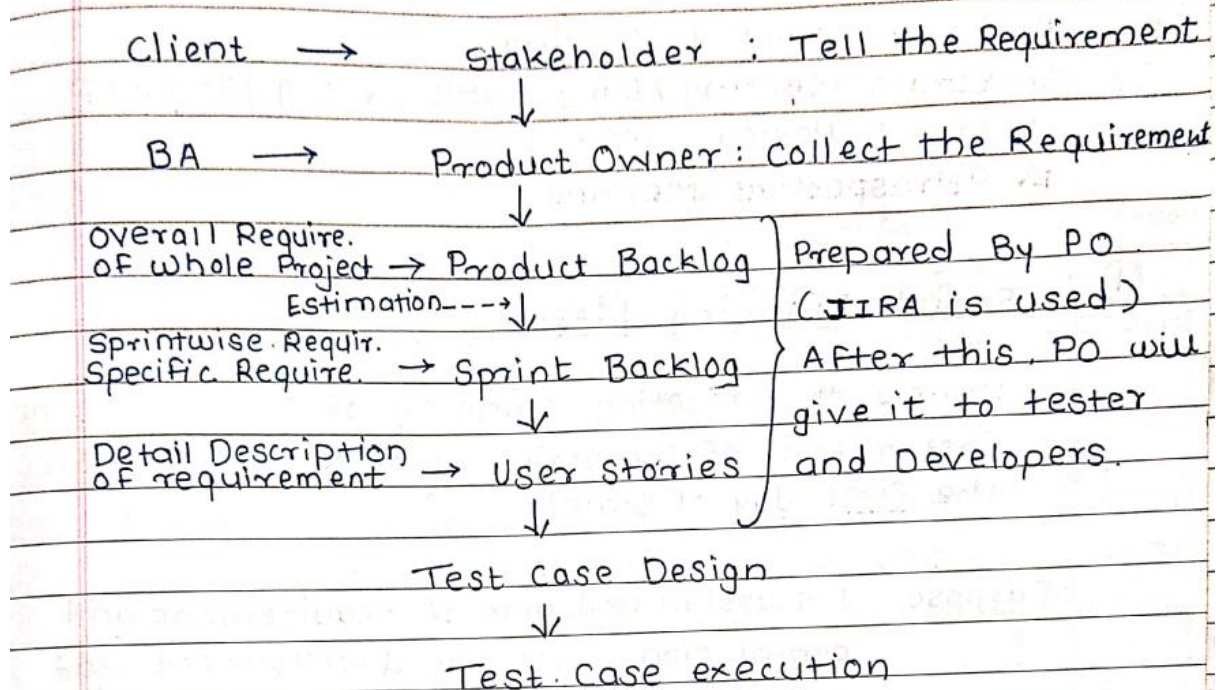 Client → Stakeholder : Tell the Requirement
↓
BA → Product Owner : Collect the Requirement
↓
Overall Require.
of whole Project → Product Backlog
Estimation ---→ ↓
Sprintwise Requir.
Specific Require. → Sprint Backlog
↓
Detail Description
of requirement → User Stories
↓
Prepared By PO
(JIRA is used)
After this, PO will
give it to tester
and Developers.
Test Case Design
↓
Test Case execution